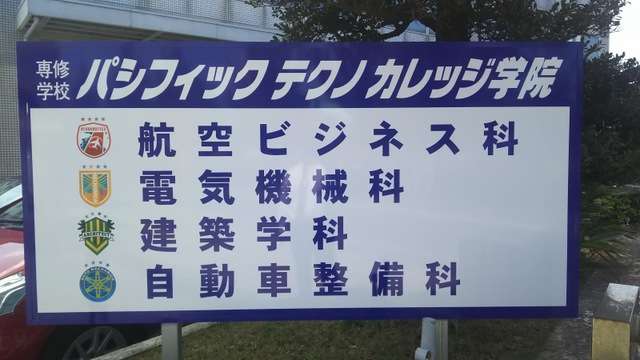 専修学校 パシフィックテクノカレッジ学院
航空ビジネス科
電気機械科
建築学科
自動車整備科
ARCHITECT